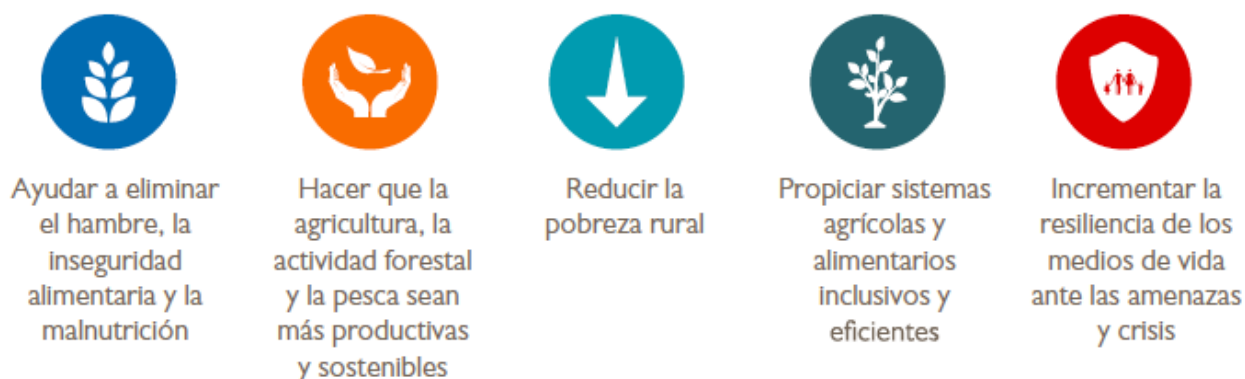 Ayudar a eliminar
el hambre, la
inseguridad
alimentaria y la
malnutrición
Hacer que la
agricultura, la
actividad forestal
y la pesca sean
más productivas
y sostenibles
Reducir la
pobreza rural
Propiciar sistemas
agrícolas y
alimentarios
inclusivos y
eficientes
Incrementar la
resiliencia de los
medios de vida
ante las amenazas
y crisis